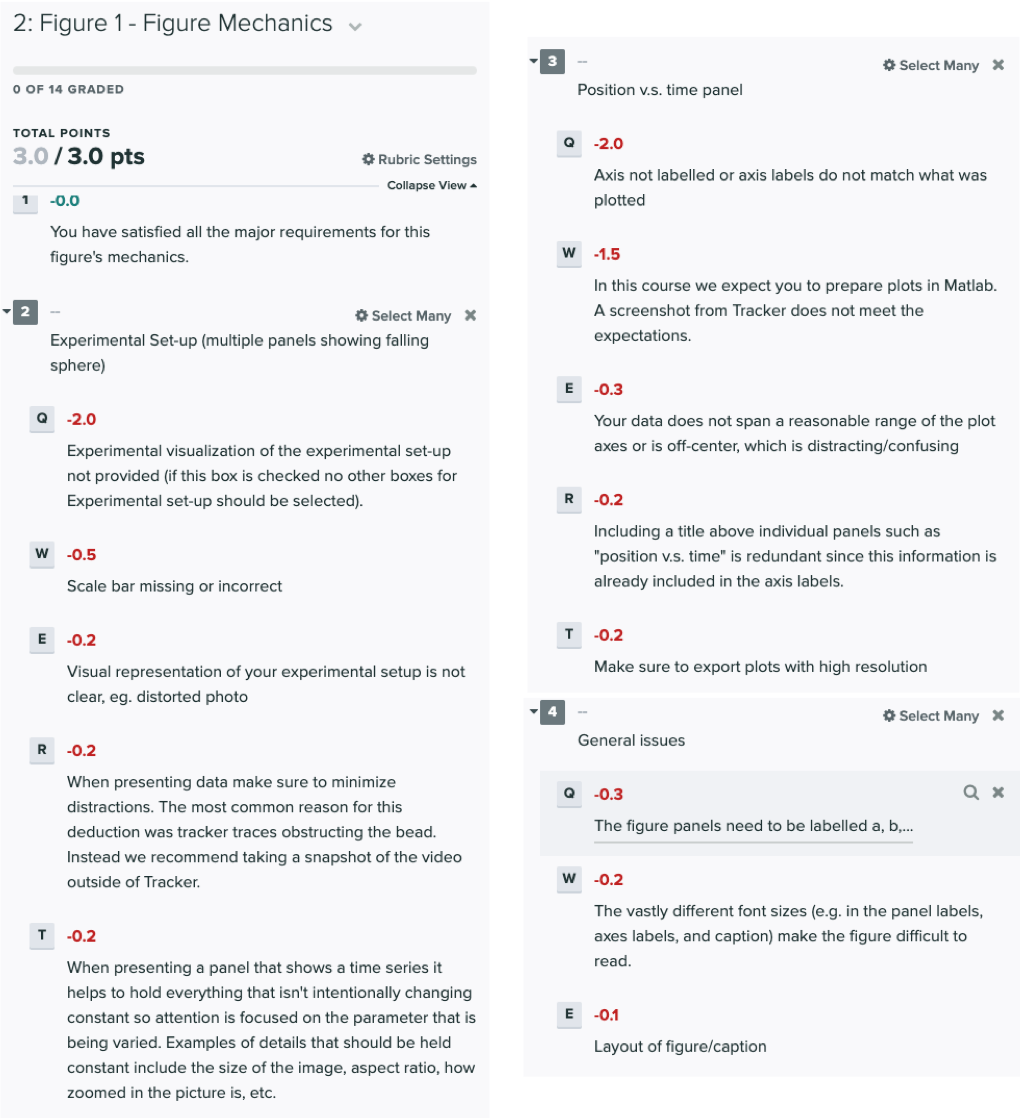 2: Figure 1 - Figure Mechanics
0 OF 14 GRADED
TOTAL POINTS
3.0 / 3.0 pts
Rubric Settings
Collapse View
1 -0.0
You have satisfied all the major requirements for this
figure's mechanics.
2 -- Select Many
Experimental Set-up (multiple panels showing falling
sphere)
Q -2.0
Experimental visualization of the experimental set-up
not provided (if this box is checked no other boxes for
Experimental set-up should be selected).
W -0.5
Scale bar missing or incorrect
E -0.2
Visual representation of your experimental setup is not
clear, eg. distorted photo
R -0.2
When presenting data make sure to minimize
distractions. The most common reason for this
deduction was tracker traces obstructing the bead.
Instead we recommend taking a snapshot of the video
outside of Tracker.
T -0.2
When presenting a panel that shows a time series it
helps to hold everything that isn't intentionally changing
constant so attention is focused on the parameter that is
being varied. Examples of details that should be held
constant include the size of the image, aspect ratio, how
zoomed in the picture is, etc.
3 -- Select Many
Position v.s. time panel
Q -2.0
Axis not labelled or axis labels do not match what was
plotted
W -1.5
In this course we expect you to prepare plots in Matlab.
A screenshot from Tracker does not meet the
expectations.
E -0.3
Your data does not span a reasonable range of the plot
axes or is off-center, which is distracting/confusing
R -0.2
Including a title above individual panels such as
"position v.s. time" is redundant since this information is
already included in the axis labels.
T -0.2
Make sure to export plots with high resolution
4 -- Select Many
General issues
Q -0.3
The figure panels need to be labelled a, b,...
W -0.2
The vastly different font sizes (e.g. in the panel labels,
axes labels, and caption) make the figure difficult to
read.
E -0.1
Layout of figure/caption